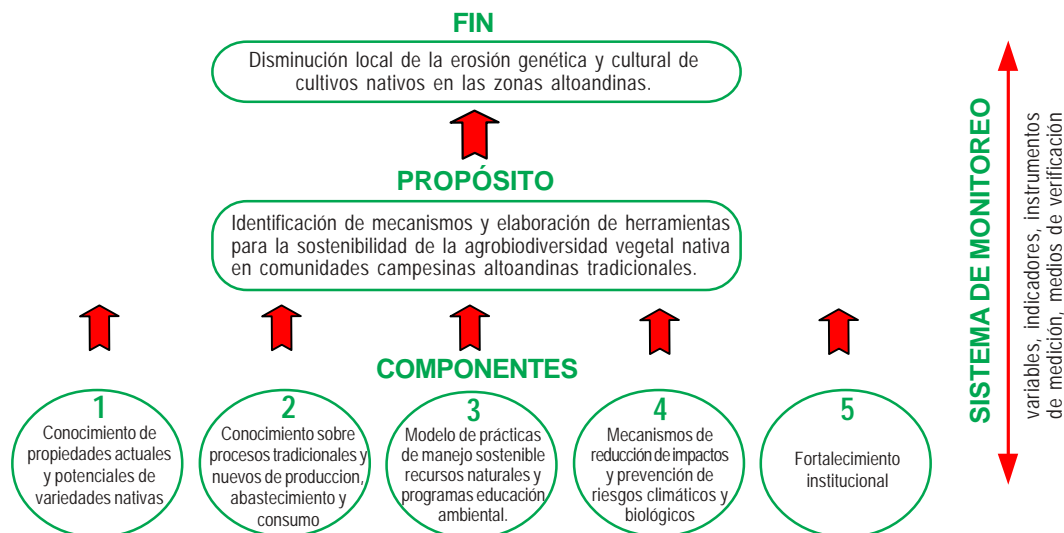 FIN
Disminución local de la erosión genética y cultural de
cultivos nativos en las zonas altoandinas.
PROPÓSITO
Identificación de mecanismos y elaboración de herramientas
para la sostenibilidad de la agrobiodiversidad vegetal nativa
en comunidades campesinas altoandinas tradicionales.
COMPONENTES
1
Conocimiento de
propiedades actuales
y potenciales de
variedades nativas
2
Conocimiento sobre
procesos tradicionales y
nuevos de produccion,
abastecimiento y
consumo
3
Modelo de prácticas
de manejo sostenible
recursos naturales y
programas educación
ambiental.
4
Mecanismos de
reducción de impactos
y prevención de
riesgos climáticos y
biológicos
5
Fortalecimiento
institucional
SISTEMA DE MONITOREO
variables, indicadores, instrumentos
de medición, medios de verificación